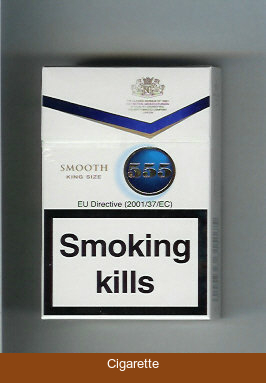 SMOOTH
KING SIZE
555
EU Directive (2001/37/EC)
Smoking
kills
Cigarette